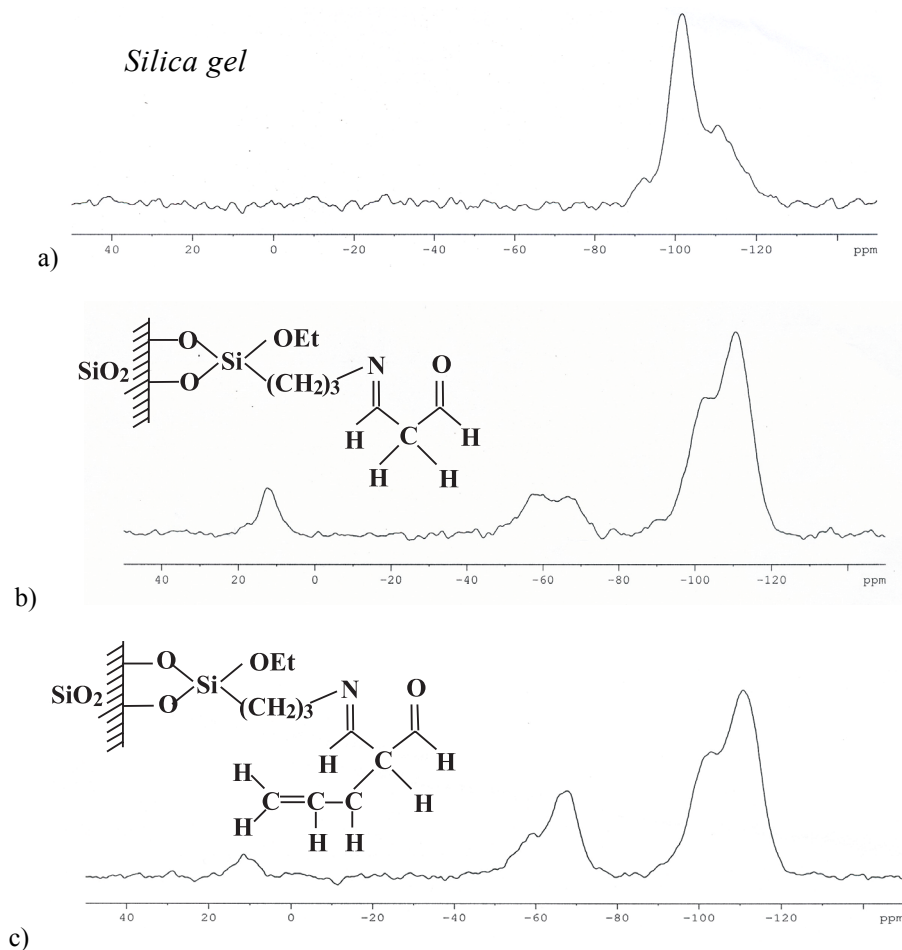 Silica gel
40 20 0 -20 -40 -60 -80 -100 -120 ppm
a)
O OEt
SiO2 Si N O
O (CH2)3
H C H
H H
40 20 0 -20 -40 -60 -80 -100 -120 ppm
b)
O OEt
SiO2 Si N O
O (CH2)3
H C H
H H
C=C-C
H H H
40 20 0 -20 -40 -60 -80 -100 -120 ppm
c)